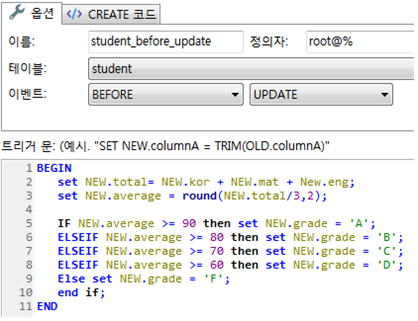 옵션 CREATE 코드
이름: student_before_update 정의자: root@%
테이블: student
이벤트: BEFORE UPDATE
트리거 문: (예시. "SET NEW.columnA = TRIM(OLD.columnA)"
1 BEGIN
2 set NEW.total= NEW.kor + NEW.mat + New.eng;
3 set NEW.average = round(NEW.total/3,2);
4
5 IF NEW.average >= 90 then set NEW.grade = 'A';
6 ELSEIF NEW.average >= 80 then set NEW.grade = 'B';
7 ELSEIF NEW.average >= 70 then set NEW.grade = 'C';
8 ELSEIF NEW.average >= 60 then set NEW.grade = 'D';
9 Else set NEW.grade = 'F';
10 end if;
11 END